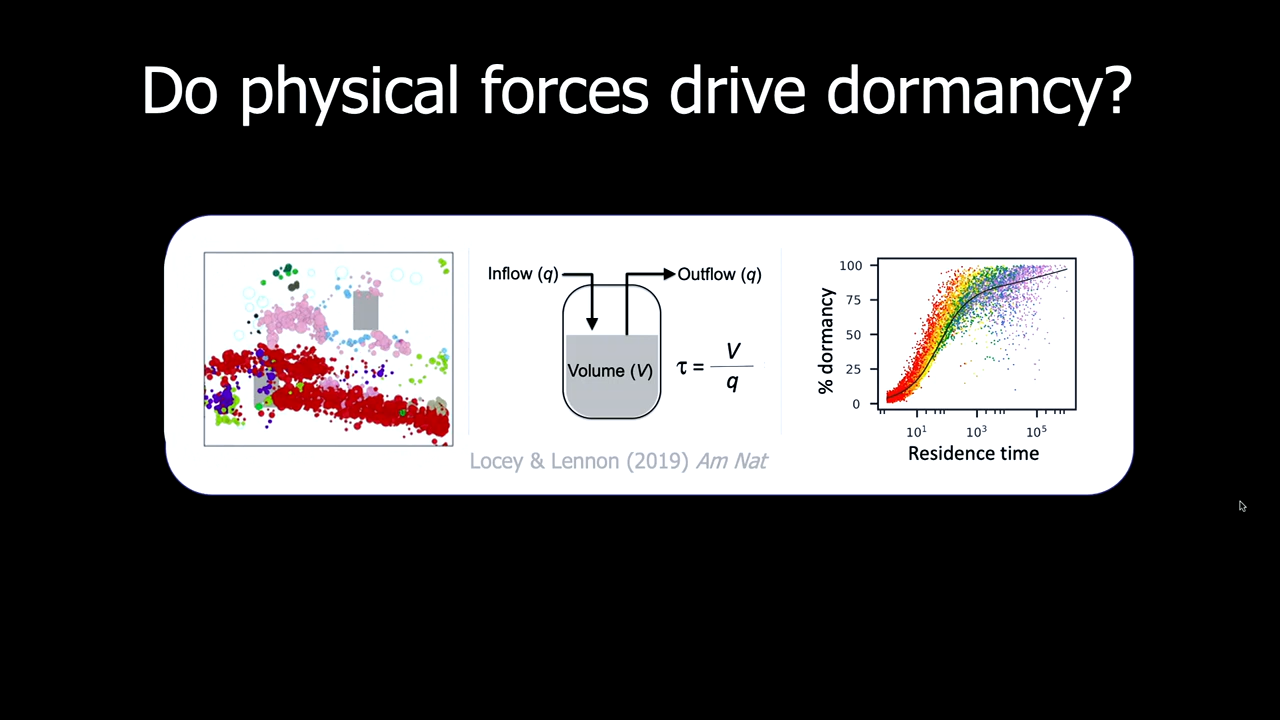 Do physical forces drive dormancy?
Inflow (q)
Outflow (q)
Volume (V)
τ = V / q
Locey & Lennon (2019) Am Nat
% dormancy
100
75
50
25
0
10¹ 10³ 10⁵
Residence time